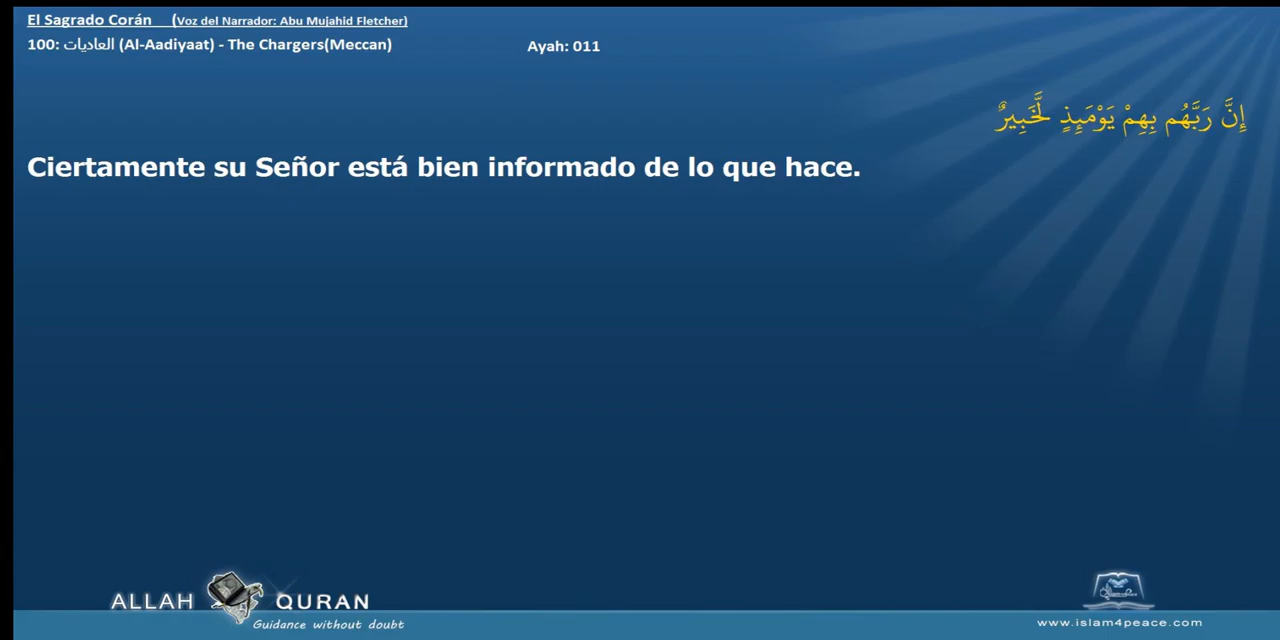 El Sagrado Corán (Voz del Narrador: Abu Mujahid Fletcher)
100: العاديات (Al-Aadiyaat) - The Chargers(Meccan) Ayah: 011
إِنَّ رَبَّهُم بِهِمْ يَوْمَئِذٍ لَّخَبِيرٌ
Ciertamente su Señor está bien informado de lo que hace.
ALLAH QURAN
Guidance without doubt
www.islam4peace.com